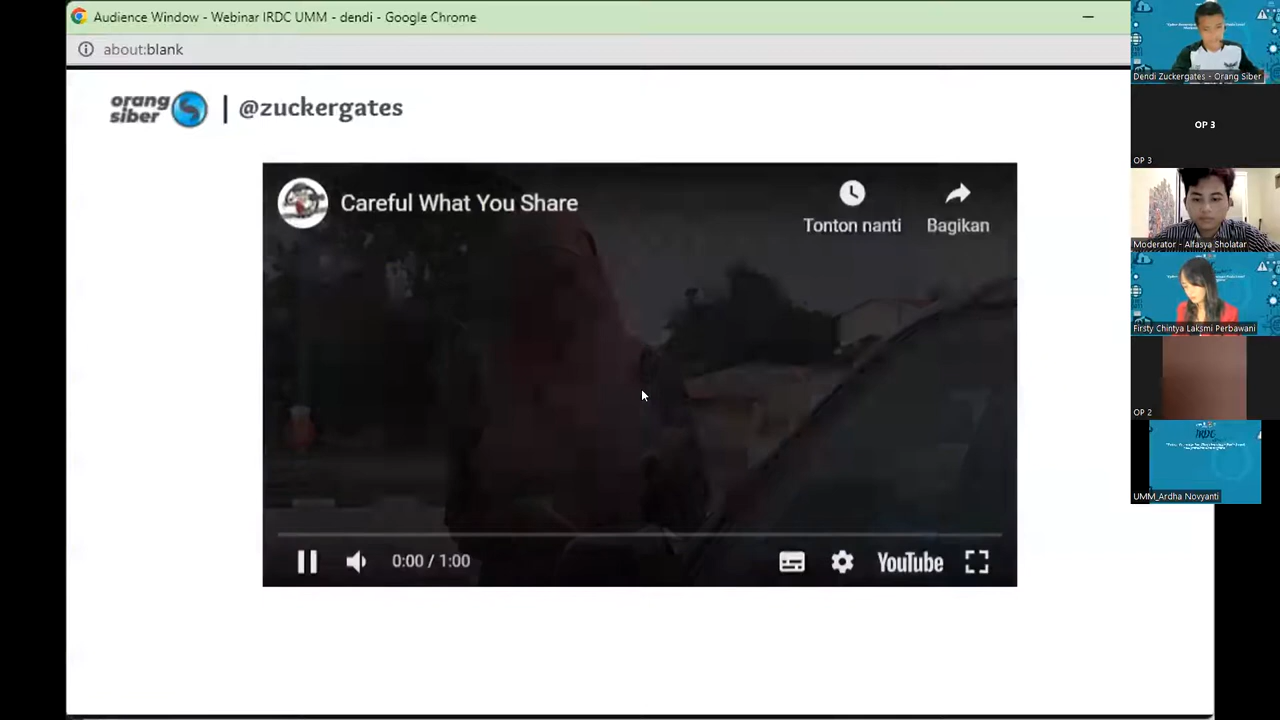 Audience Window - Webinar IRDC UMM - dendi - Google Chrome
about:blank
orang
siber
@zuckergates
Careful What You Share
Tonton nanti
Bagikan
0:00 / 1:00
YouTube
Dendi Zuckergates - Orang Siber
OP 3
OP 3
Moderator - Alfasya Sholatar
Firsty Chintya Laksmi Perbawani
OP 2
IRDC
UMM_Ardha Novyanti